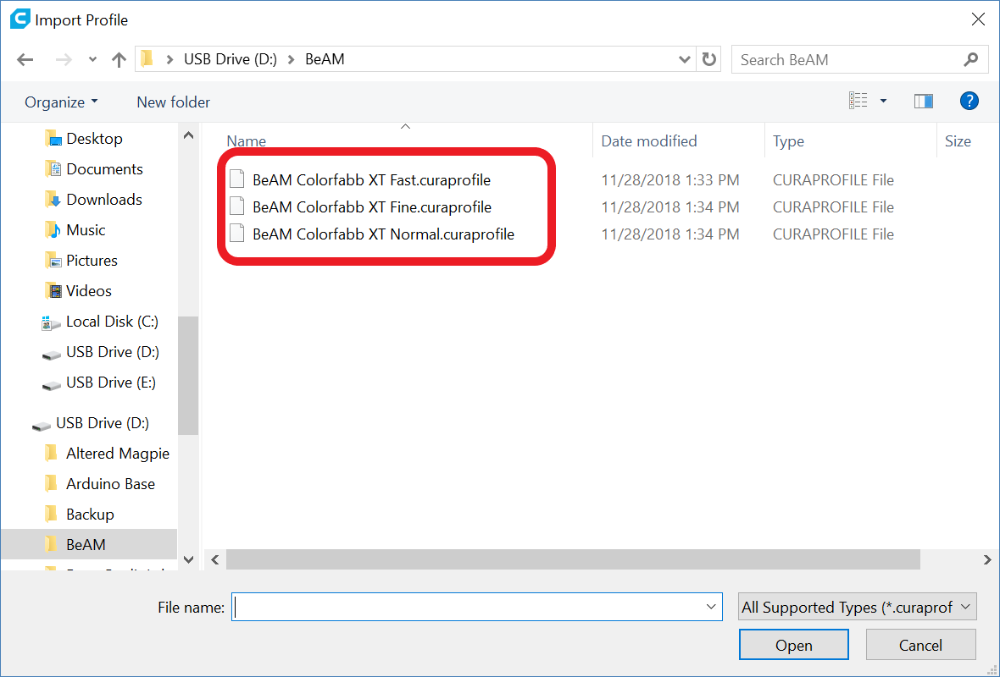 Import Profile
USB Drive (D:) BeAM
Search BeAM
Organize New folder
?
Desktop
Documents
Downloads
Music
Pictures
Videos
Local Disk (C:)
USB Drive (D:)
USB Drive (E:)
USB Drive (D:)
Altered Magpie
Arduino Base
Backup
BeAM
Name Date modified Type Size
BeAM Colorfabb XT Fast.curaprofile 11/28/2018 1:33 PM CURAPROFILE File
BeAM Colorfabb XT Fine.curaprofile 11/28/2018 1:34 PM CURAPROFILE File
BeAM Colorfabb XT Normal.curaprofile 11/28/2018 1:34 PM CURAPROFILE File
File name: All Supported Types (*.curaprof
Open Cancel